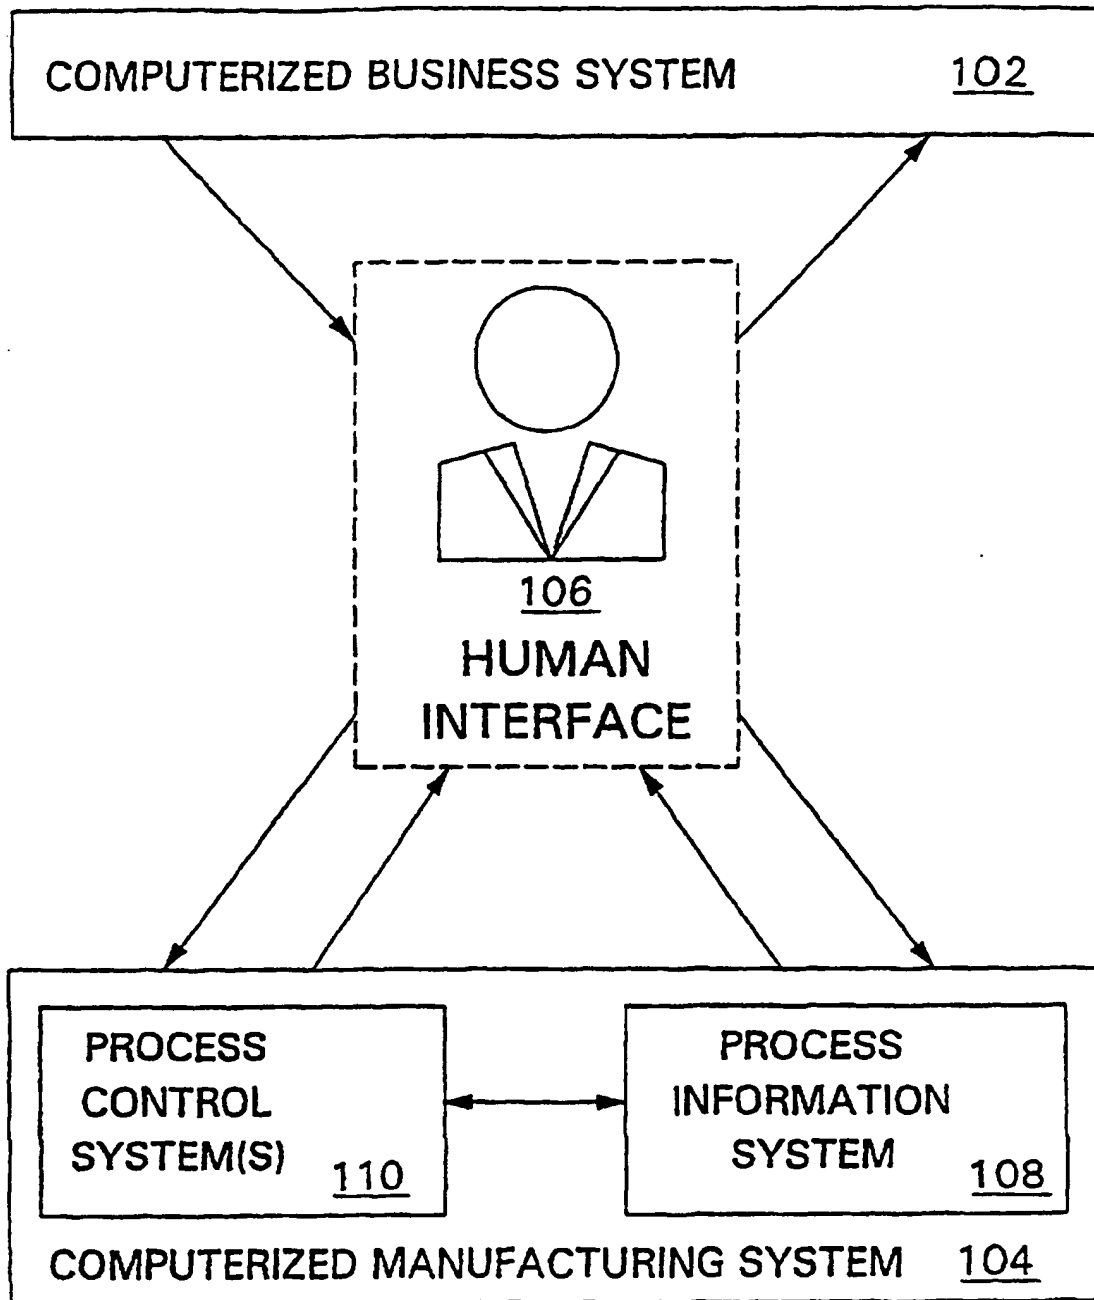 COMPUTERIZED BUSINESS SYSTEM 102
106
HUMAN
INTERFACE
PROCESS
CONTROL
SYSTEM(S)
110
PROCESS
INFORMATION
SYSTEM
108
COMPUTERIZED MANUFACTURING SYSTEM 104